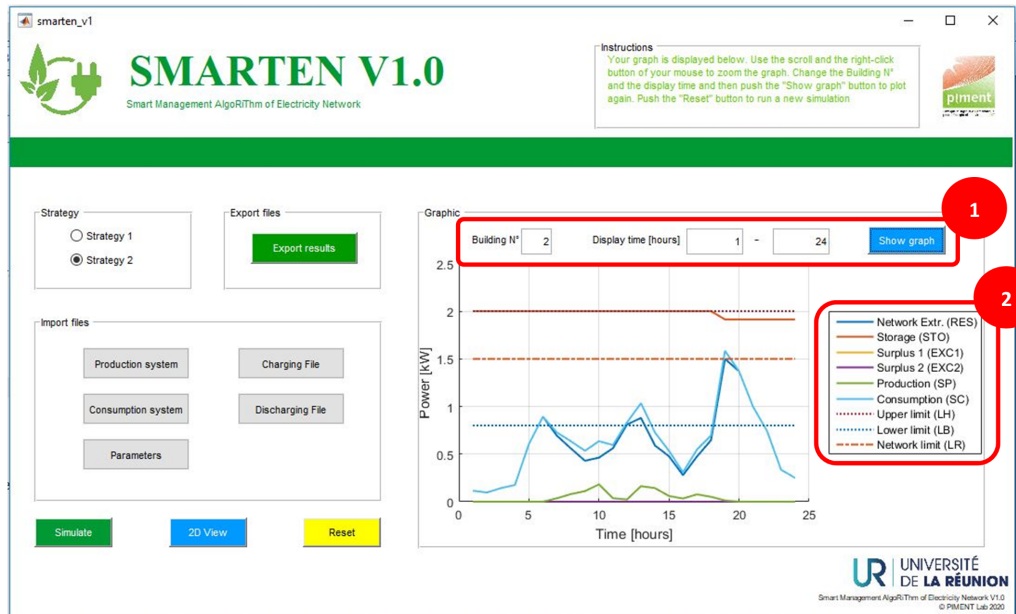 smarten_v1
SMARTEN V1.0
Smart Management AlgoRiThm of Electricity Network
Instructions
Your graph is displayed below. Use the scroll and the right-click
button of your mouse to zoom the graph. Change the Building N°
and the display time and then push the "Show graph" button to plot
again. Push the "Reset" button to run a new simulation
p!ment
Strategy
Strategy 1
Strategy 2
Export files
Export results
Import files
Production system
Charging File
Consumption system
Discharging File
Parameters
Simulate
2D View
Reset
Graphic
1
Building N° 2 Display time [hours] 1 - 24 Show graph
2
Power [kW]
2.5
2
1.5
1
0.5
0
0 5 10 15 20 25
Time [hours]
Network Extr. (RES)
Storage (STO)
Surplus 1 (EXC1)
Surplus 2 (EXC2)
Production (SP)
Consumption (SC)
Upper limit (LH)
Lower limit (LB)
Network limit (LR)
UR UNIVERSITÉ
DE LA RÉUNION
Smart Management AlgoRiThm of Electricity Network V1.0
© PIMENT Lab 2020